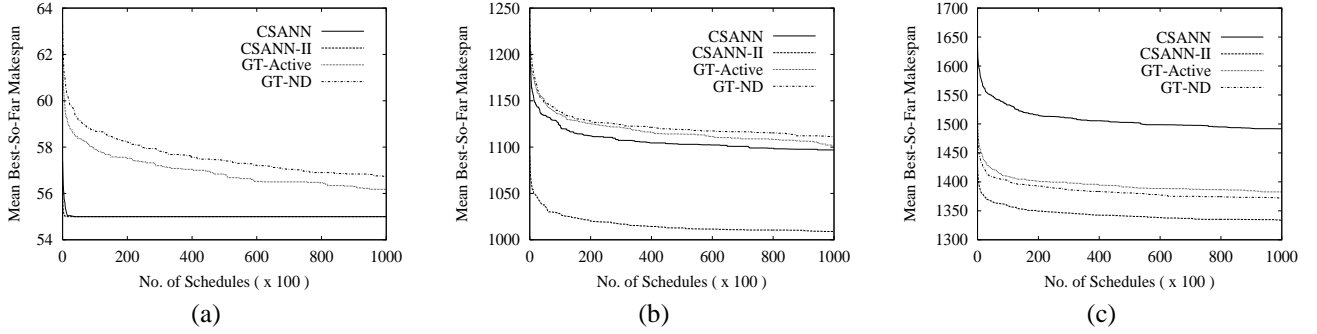 Mean Best-So-Far Makespan
64
62
60
58
56
54
0 200 400 600 800 1000
No. of Schedules ( x 100 )
CSANN
CSANN-II
GT-Active
GT-ND
(a)
Mean Best-So-Far Makespan
1250
1200
1150
1100
1050
1000
0 200 400 600 800 1000
No. of Schedules ( x 100 )
CSANN
CSANN-II
GT-Active
GT-ND
(b)
Mean Best-So-Far Makespan
1700
1650
1600
1550
1500
1450
1400
1350
1300
0 200 400 600 800 1000
No. of Schedules ( x 100 )
CSANN
CSANN-II
GT-Active
GT-ND
(c)